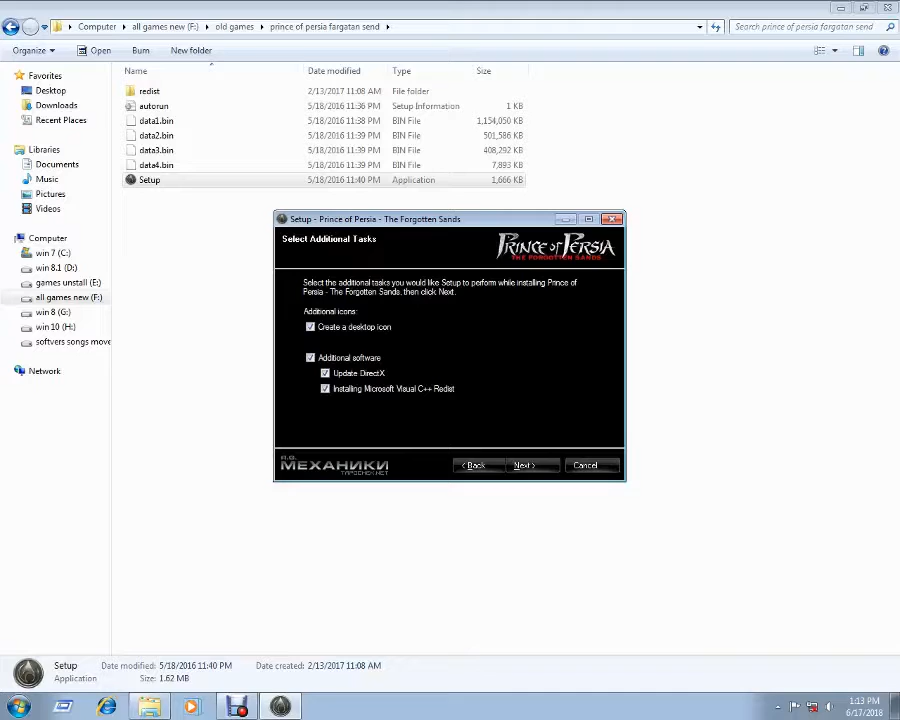 Computer all games new (F:) old games prince of persia fargatan send
Search prince of persia fargatan send
Organize Open Burn New folder
Name Date modified Type Size
redist 2/13/2017 11:08 AM File folder
autorun 5/18/2016 11:36 PM Setup Information 1 KB
data1.bin 5/18/2016 11:38 PM BIN File 1,154,050 KB
data2.bin 5/18/2016 11:39 PM BIN File 501,586 KB
data3.bin 5/18/2016 11:39 PM BIN File 408,292 KB
data4.bin 5/18/2016 11:39 PM BIN File 7,893 KB
Setup 5/18/2016 11:40 PM Application 1,666 KB
Favorites
Desktop
Downloads
Recent Places
Libraries
Documents
Music
Pictures
Videos
Computer
win 7 (C:)
win 8.1 (D:)
games unstall (E:)
all games new (F:)
win 8 (G:)
win 10 (H:)
softvers songs move
Network
Setup - Prince of Persia - The Forgotten Sands
Select Additional Tasks
PRINCE OF PERSIA
THE FORGOTTEN SANDS
Select the additional tasks you would like Setup to perform while installing Prince of
Persia - The Forgotten Sands, then click Next.
Additional icons:
Create a desktop icon
Additional software
Update DirectX
Installing Microsoft Visual C++ Redist
R.G.
МЕХАНИКИ
TAPOCHEK.NET
< Back Next > Cancel
Setup Date modified: 5/18/2016 11:40 PM Date created: 2/13/2017 11:08 AM
Application Size: 1.62 MB
1:13 PM
6/17/2018